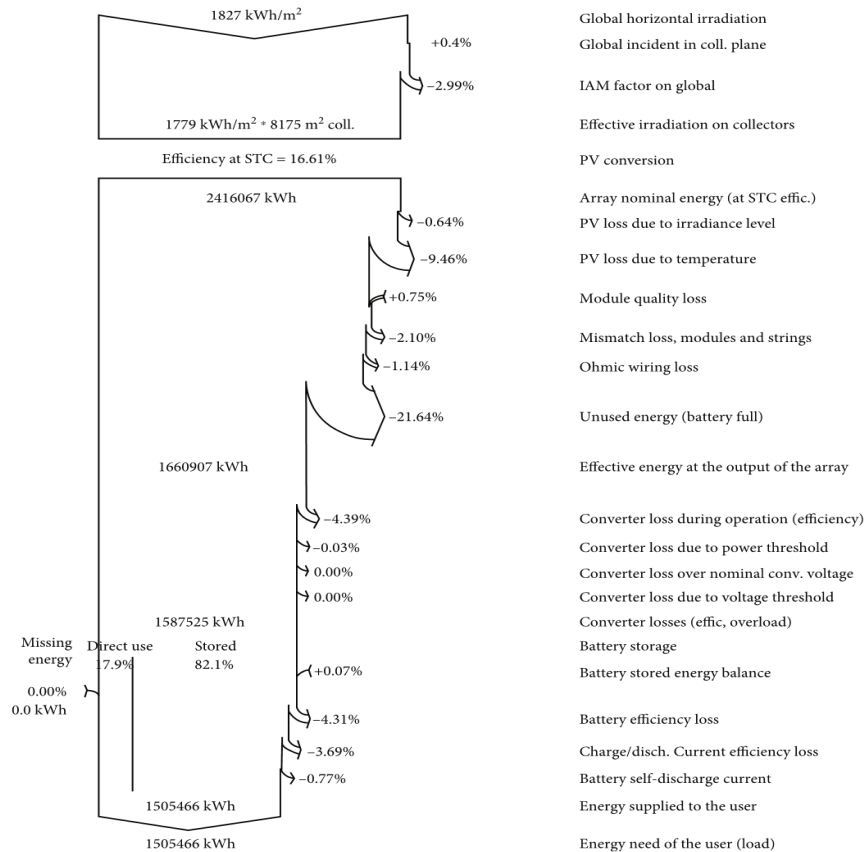 1827 kWh/m² Global horizontal irradiation
+0.4% Global incident in coll. plane
−2.99% IAM factor on global
1779 kWh/m² * 8175 m² coll. Effective irradiation on collectors
Efficiency at STC = 16.61% PV conversion
2416067 kWh Array nominal energy (at STC effic.)
−0.64% PV loss due to irradiance level
−9.46% PV loss due to temperature
+0.75% Module quality loss
−2.10% Mismatch loss, modules and strings
−1.14% Ohmic wiring loss
−21.64% Unused energy (battery full)
1660907 kWh Effective energy at the output of the array
−4.39% Converter loss during operation (efficiency)
−0.03% Converter loss due to power threshold
0.00% Converter loss over nominal conv. voltage
0.00% Converter loss due to voltage threshold
1587525 kWh Converter losses (effic, overload)
Missing Direct use Stored Battery storage
energy 17.9% 82.1%
+0.07% Battery stored energy balance
0.00%
0.0 kWh
−4.31% Battery efficiency loss
−3.69% Charge/disch. Current efficiency loss
−0.77% Battery self-discharge current
1505466 kWh Energy supplied to the user
1505466 kWh Energy need of the user (load)